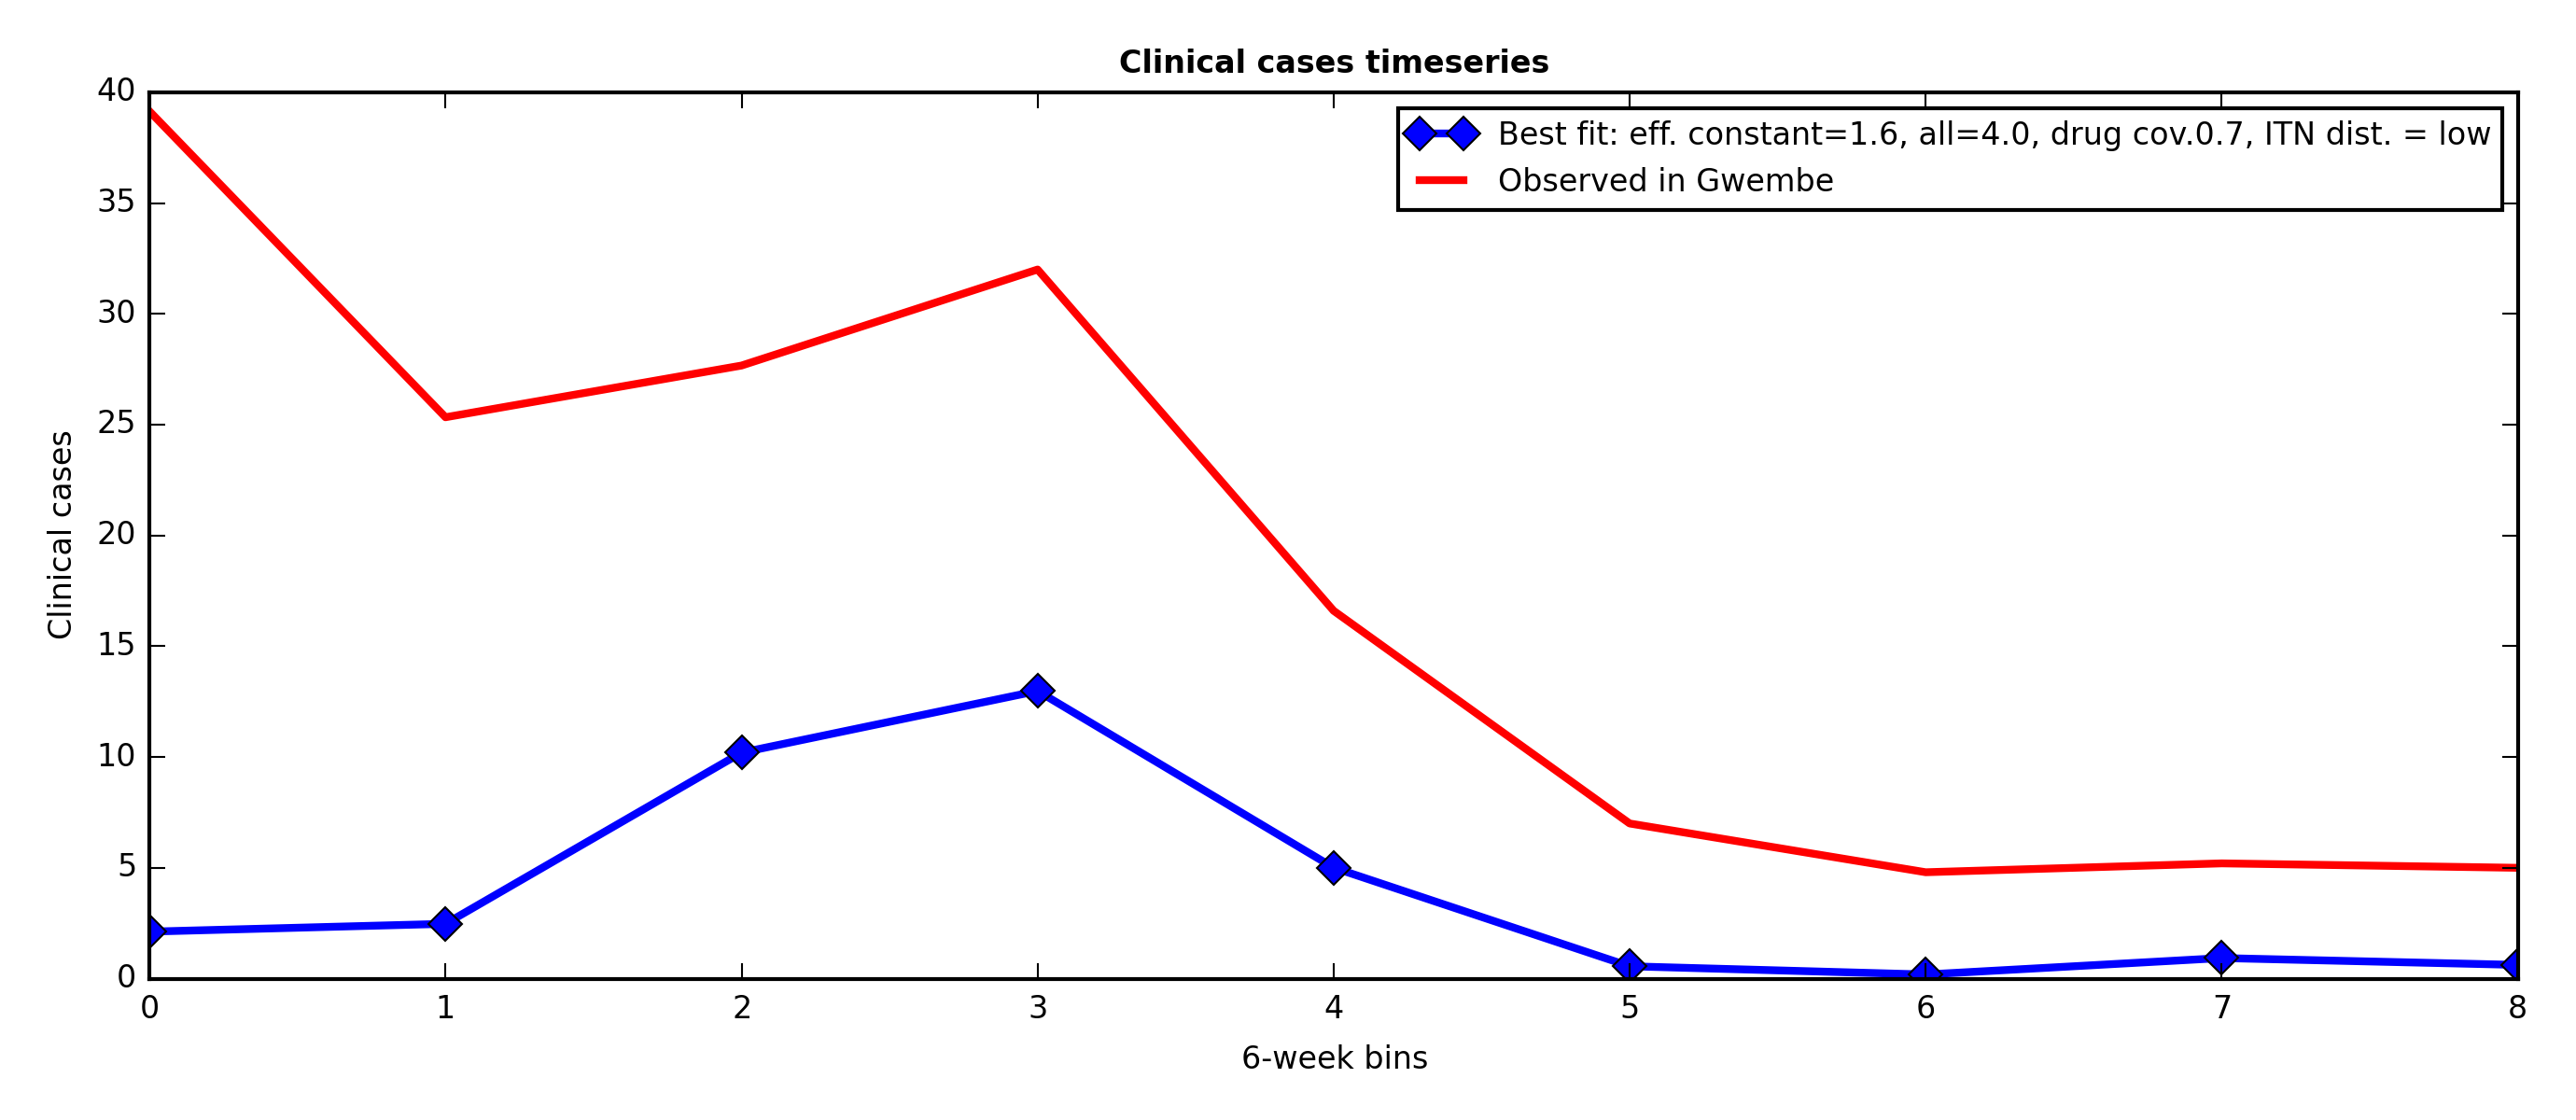 Clinical cases timeseries
40
35
30
25
20
15
10
5
0
Clinical cases
Best fit: eff. constant=1.6, all=4.0, drug cov.0.7, ITN dist. = low
Observed in Gwembe
0 1 2 3 4 5 6 7 8
6-week bins